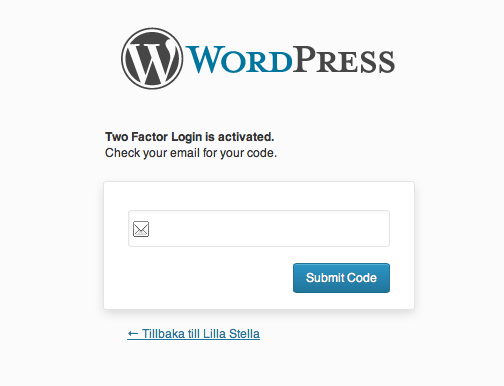 WORDPRESS
Two Factor Login is activated.
Check your email for your code.
Submit Code
← Tillbaka till Lilla Stella